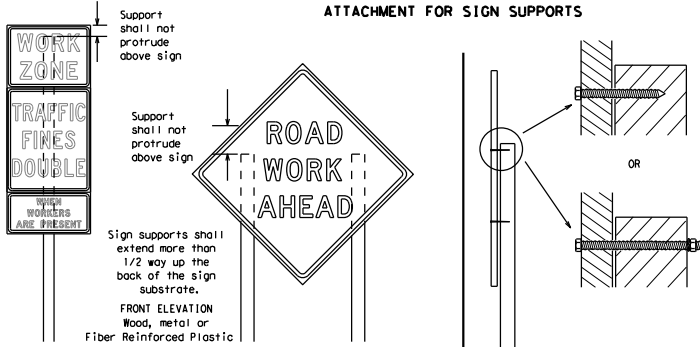 ATTACHMENT FOR SIGN SUPPORTS
Support
shall not
protrude
above sign
WORK
ZONE
TRAFFIC
FINES
DOUBLE
WHEN
WORKERS
ARE PRESENT
Support
shall not
protrude
above sign
ROAD
WORK
AHEAD
Sign supports shall
extend more than
1/2 way up the
back of the sign
substrate.
FRONT ELEVATION
Wood, metal or
Fiber Reinforced Plastic
OR